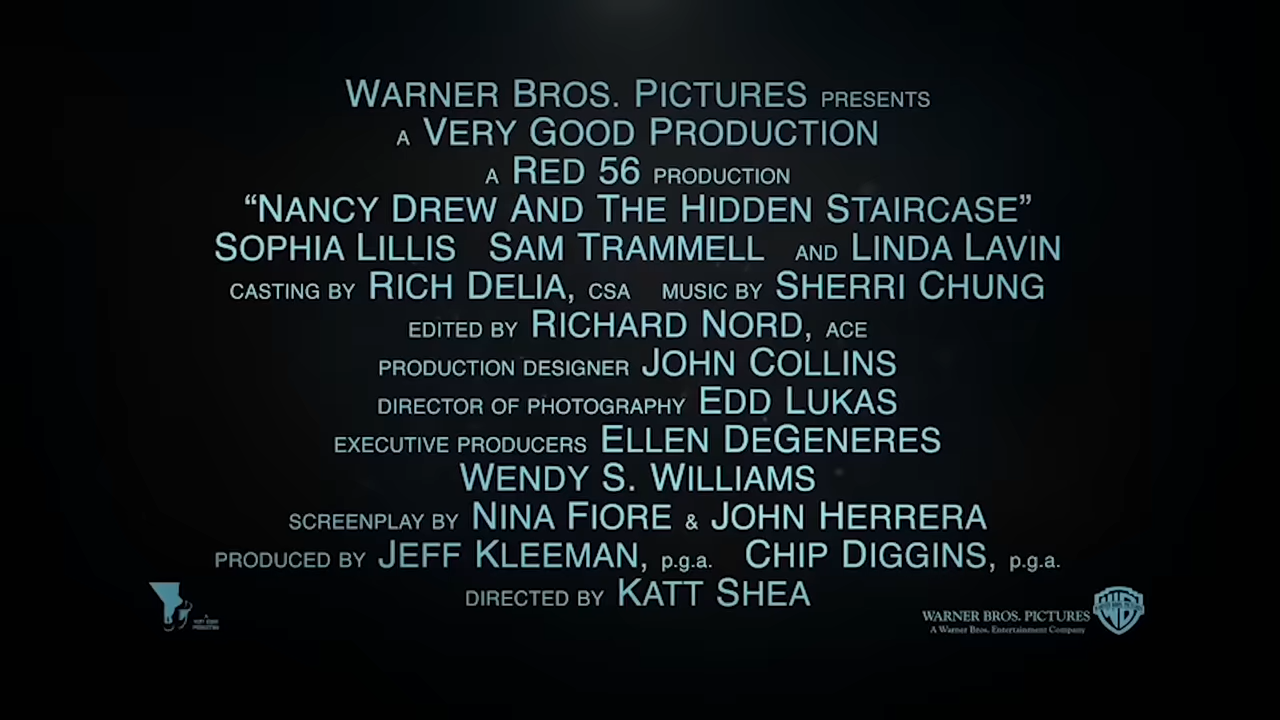 WARNER BROS. PICTURES PRESENTS
A VERY GOOD PRODUCTION
A RED 56 PRODUCTION
“NANCY DREW AND THE HIDDEN STAIRCASE”
SOPHIA LILLIS SAM TRAMMELL AND LINDA LAVIN
CASTING BY RICH DELIA, CSA MUSIC BY SHERRI CHUNG
EDITED BY RICHARD NORD, ACE
PRODUCTION DESIGNER JOHN COLLINS
DIRECTOR OF PHOTOGRAPHY EDD LUKAS
EXECUTIVE PRODUCERS ELLEN DEGENERES
WENDY S. WILLIAMS
SCREENPLAY BY NINA FIORE & JOHN HERRERA
PRODUCED BY JEFF KLEEMAN, p.g.a. CHIP DIGGINS, p.g.a.
DIRECTED BY KATT SHEA
WARNER BROS. PICTURES
A Warner Bros. Entertainment Company
WB